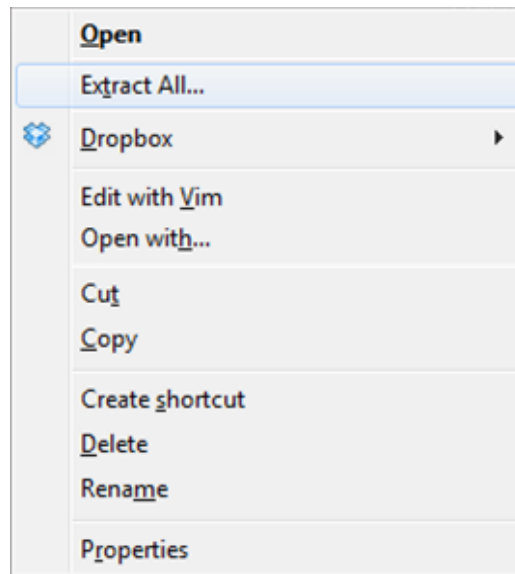 Open
Extract All...
Dropbox
Edit with Vim
Open with...
Cut
Copy
Create shortcut
Delete
Rename
Properties